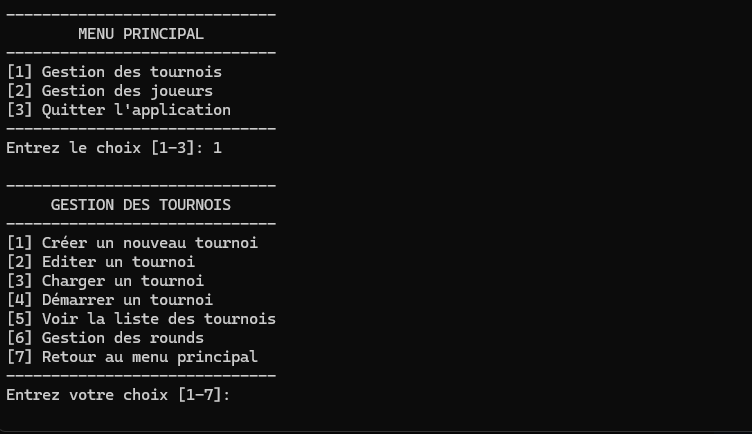 ------------------------------
MENU PRINCIPAL
------------------------------
[1] Gestion des tournois
[2] Gestion des joueurs
[3] Quitter l'application
------------------------------
Entrez le choix [1-3]: 1
------------------------------
GESTION DES TOURNOIS
------------------------------
[1] Créer un nouveau tournoi
[2] Editer un tournoi
[3] Charger un tournoi
[4] Démarrer un tournoi
[5] Voir la liste des tournois
[6] Gestion des rounds
[7] Retour au menu principal
------------------------------
Entrez votre choix [1-7]: